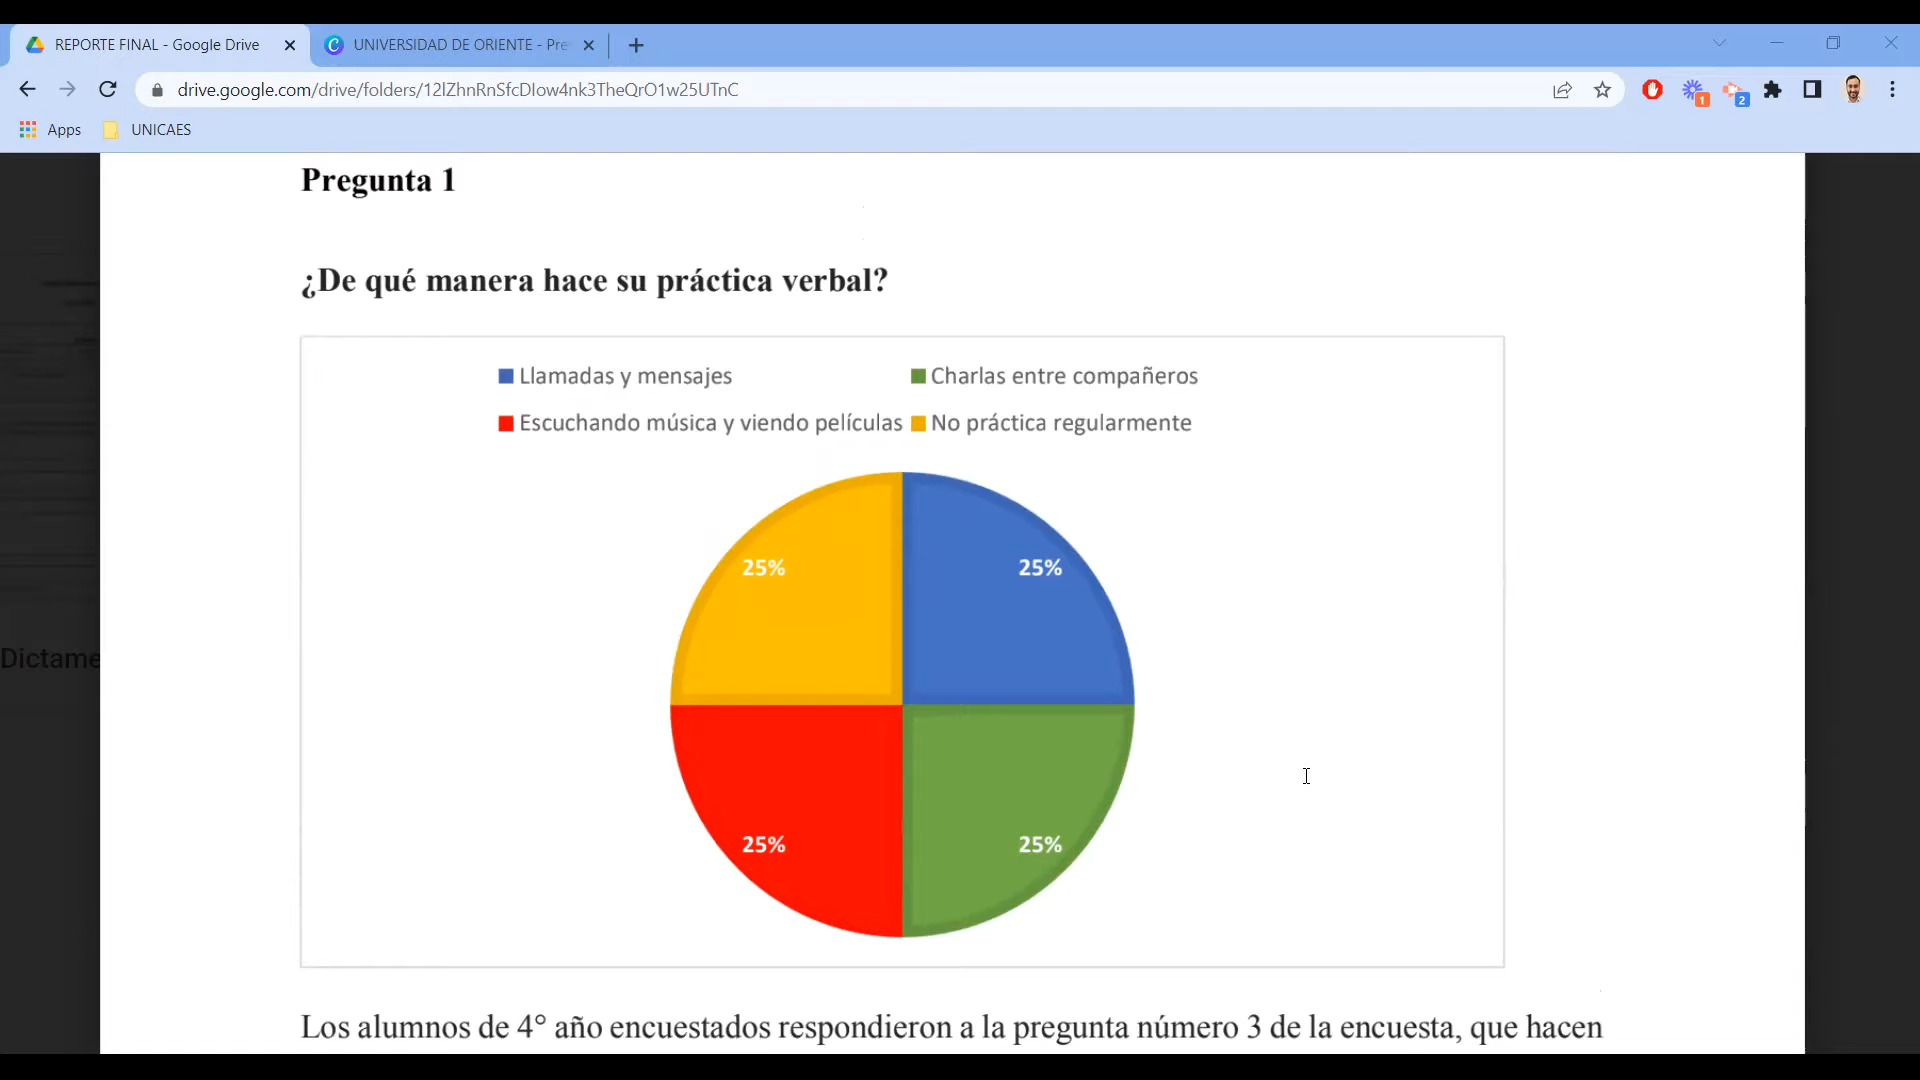 REPORTE FINAL - Google Drive
UNIVERSIDAD DE ORIENTE - Pre
drive.google.com/drive/folders/12lZhnRnSfcDIow4nk3TheQrO1w25UTnC
1
2
Apps
UNICAES
Pregunta 1
¿De qué manera hace su práctica verbal?
Llamadas y mensajes
Charlas entre compañeros
Escuchando música y viendo películas
No práctica regularmente
25%
25%
25%
25%
Dictame
Los alumnos de 4° año encuestados respondieron a la pregunta número 3 de la encuesta, que hacen